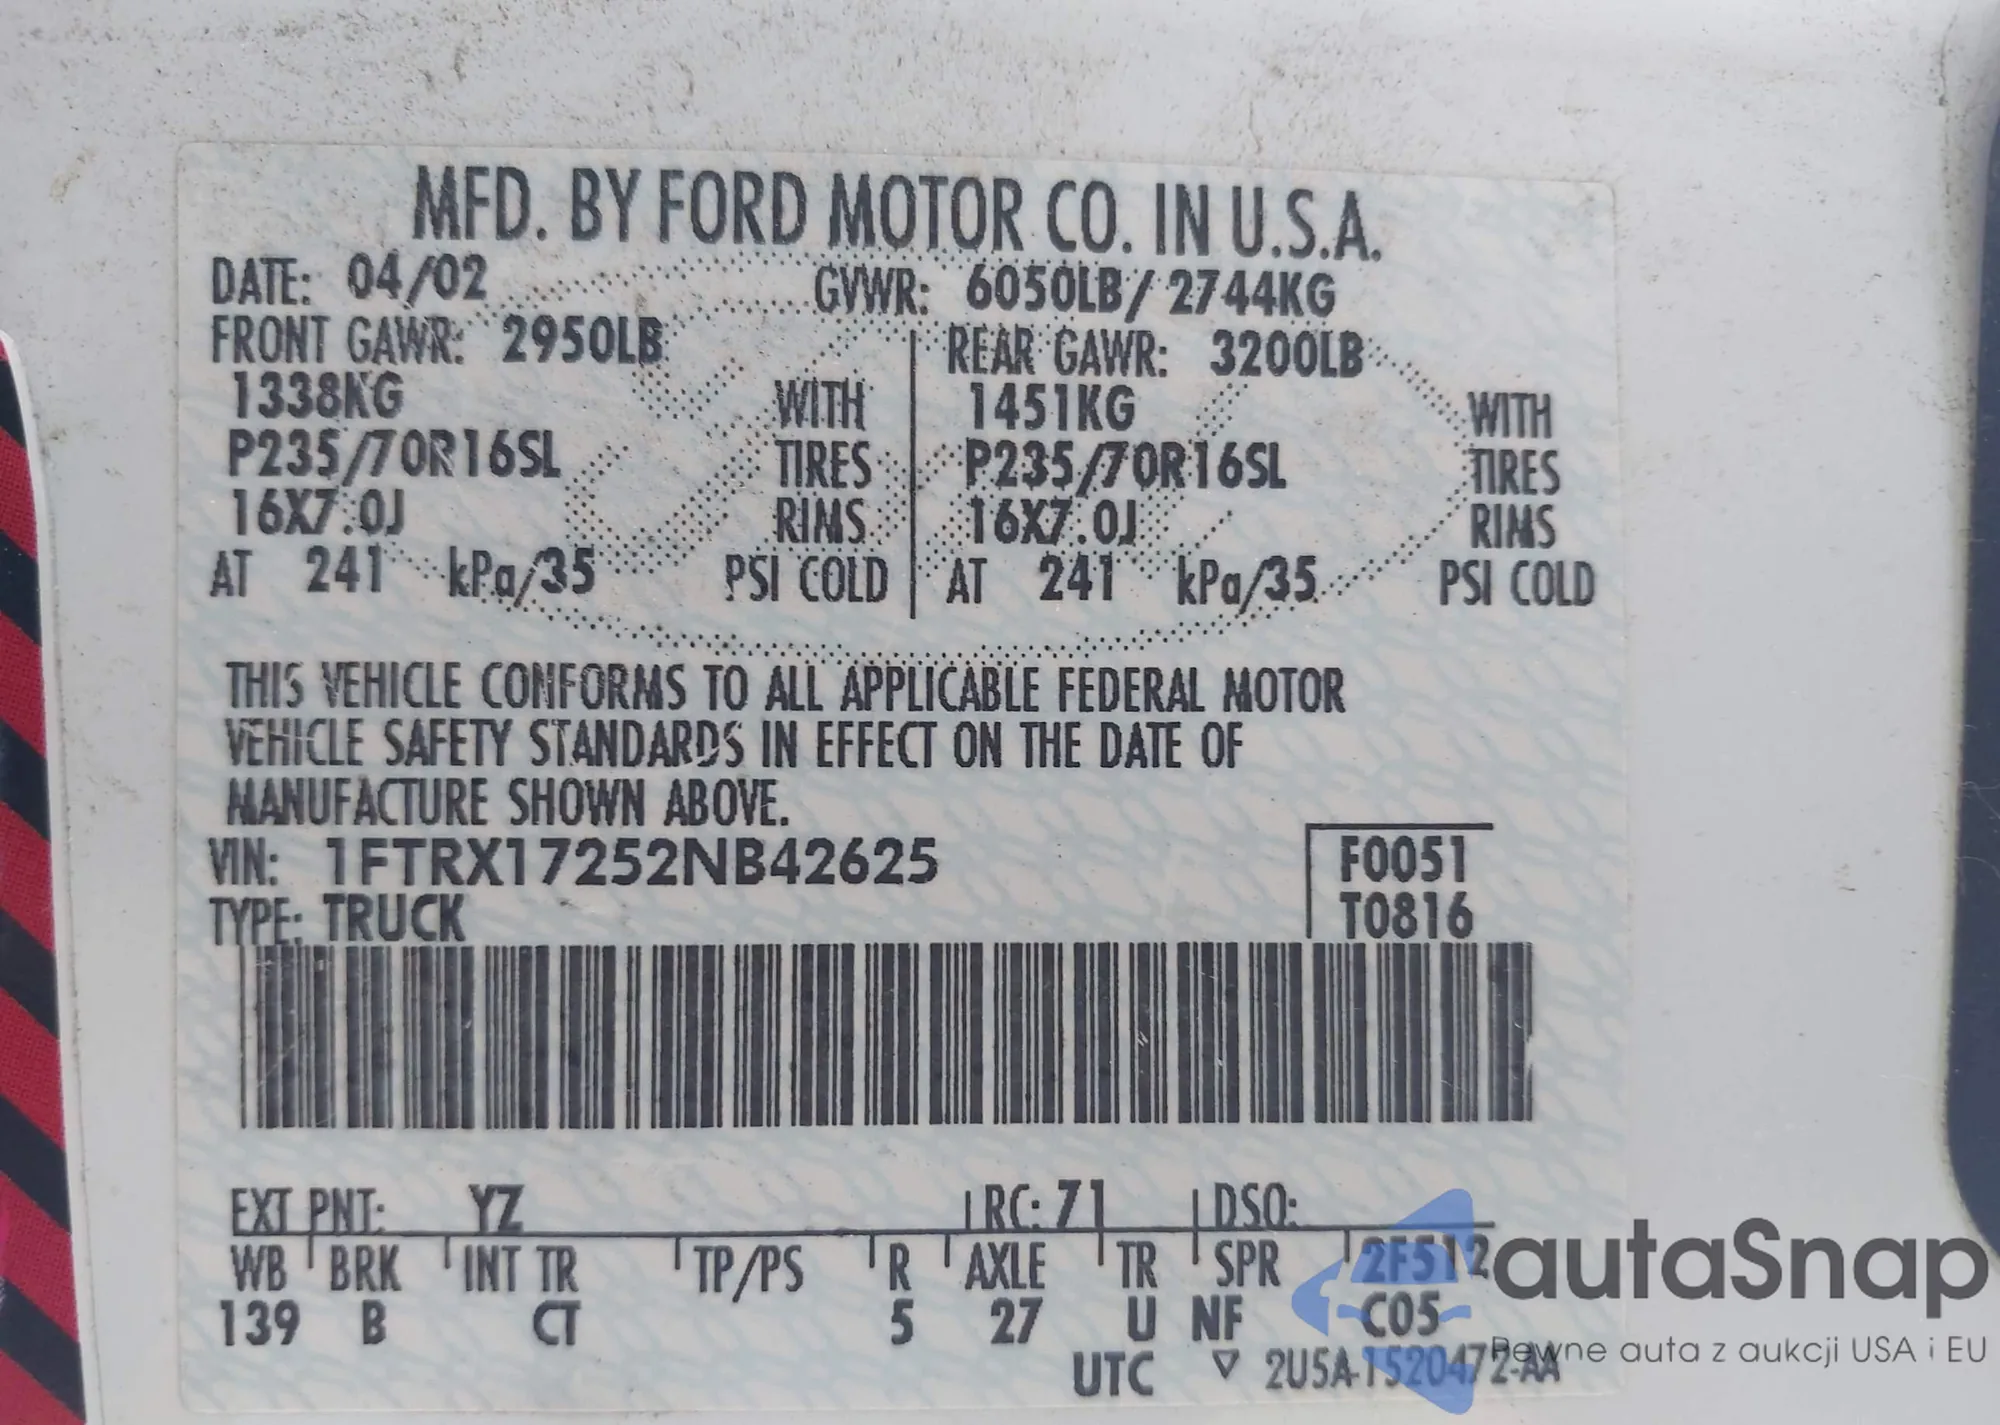 MFD. BY FORD MOTOR CO. IN U.S.A.
DATE: 04/02 GVWR: 6050LB/ 2744KG
FRONT GAWR: 2950LB REAR GAWR: 3200LB
1338KG WITH 1451KG WITH
P235/70R16SL TIRES P235/70R16SL TIRES
16X7.0J RIMS 16X7.0J RIMS
AT 241 kPa/35 PSI COLD AT 241 kPa/35 PSI COLD
THIS VEHICLE CONFORMS TO ALL APPLICABLE FEDERAL MOTOR
VEHICLE SAFETY STANDARDS IN EFFECT ON THE DATE OF
MANUFACTURE SHOWN ABOVE.
VIN: 1FTRX17252NB42625 F0051
TYPE: TRUCK T0816
EXT PNT: YZ RC: 71 DSO:
WB BRK INT TR TP/PS R AXLE TR SPR 2F512
139 B CT 5 27 U NF C05
UTC ▽ 2U5A-1520472-AA
autaSnap
Pewne auta z aukcji USA i EU